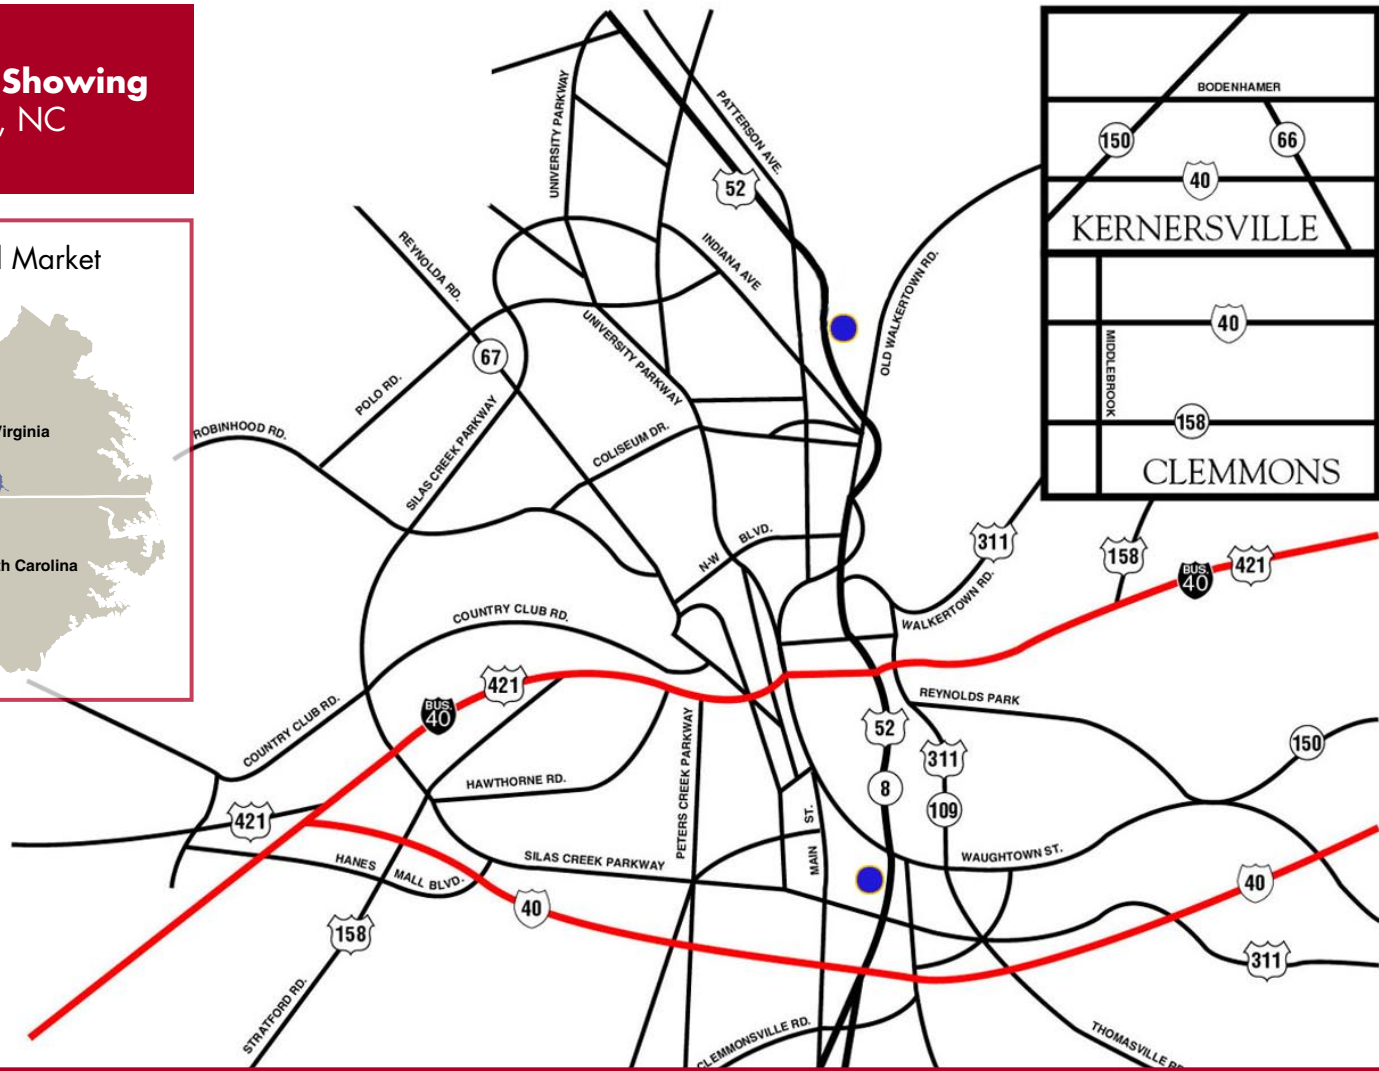 Showing
, NC
Market
Virginia
Carolina
UNIVERSITY PARKWAY
PATTERSON AVE.
52
REYNOLDA RD.
INDIANA AVE
OLD WALKERTOWN RD.
67
UNIVERSITY PARKWAY
POLO RD.
ROBINHOOD RD.
SILAS CREEK PARKWAY
COLISEUM DR.
N-W BLVD.
311
158
BUS. 40
421
WALKERTOWN RD.
COUNTRY CLUB RD.
421
BUS. 40
COUNTRY CLUB RD.
REYNOLDS PARK
52
311
150
8
109
HAWTHORNE RD.
PETERS CREEK PARKWAY
421
MAIN ST.
HANES MALL BLVD.
SILAS CREEK PARKWAY
WAUGHTOWN ST.
40
40
158
311
STRATFORD RD.
CLEMMONSVILLE RD.
THOMASVILLE
BODENHAMER
150
66
40
KERNERSVILLE
40
MIDDLEBROOK
158
CLEMMONS